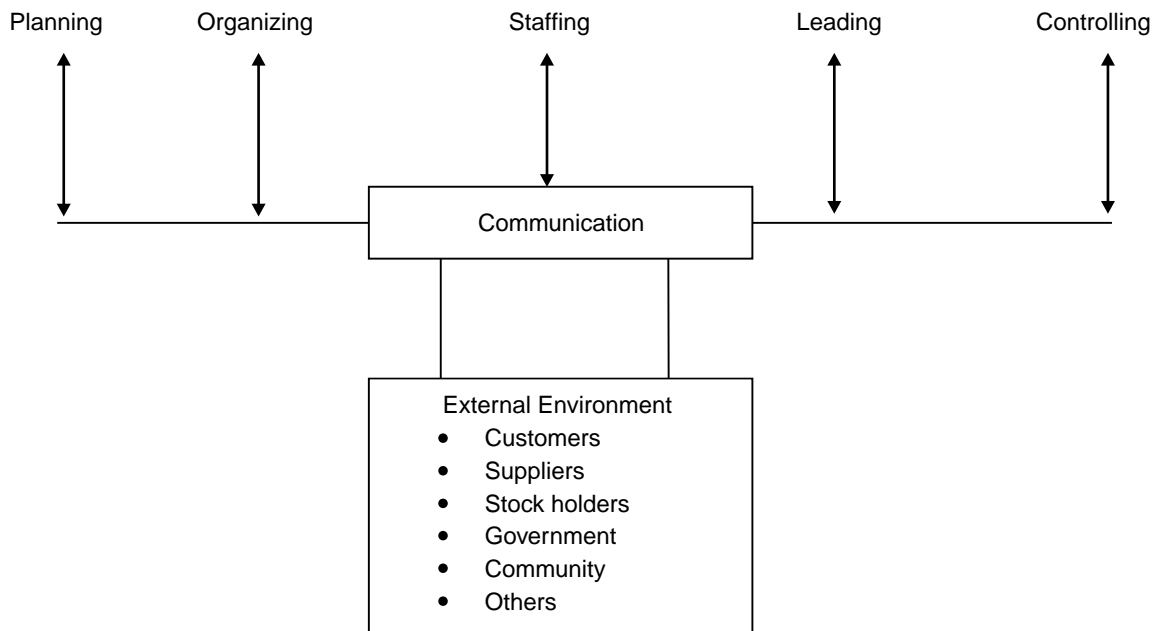 Planning Organizing Staffing Leading Controlling
Communication
External Environment
• Customers
• Suppliers
• Stock holders
• Government
• Community
• Others